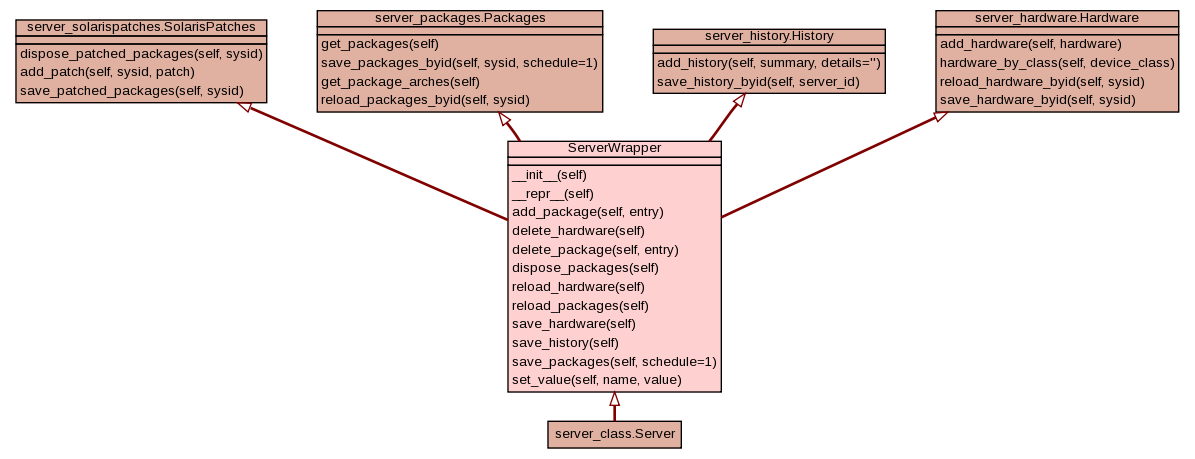 server_solarispatches.SolarisPatches
dispose_patched_packages(self, sysid)
add_patch(self, sysid, patch)
save_patched_packages(self, sysid)
server_packages.Packages
get_packages(self)
save_packages_byid(self, sysid, schedule=1)
get_package_arches(self)
reload_packages_byid(self, sysid)
server_history.History
add_history(self, summary, details='')
save_history_byid(self, server_id)
server_hardware.Hardware
add_hardware(self, hardware)
hardware_by_class(self, device_class)
reload_hardware_byid(self, sysid)
save_hardware_byid(self, sysid)
ServerWrapper
__init__(self)
__repr__(self)
add_package(self, entry)
delete_hardware(self)
delete_package(self, entry)
dispose_packages(self)
reload_hardware(self)
reload_packages(self)
save_hardware(self)
save_history(self)
save_packages(self, schedule=1)
set_value(self, name, value)
server_class.Server